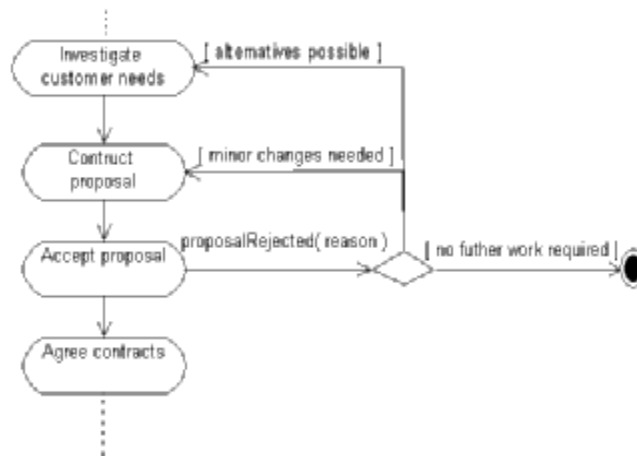 Investigate
customer needs
[ alternatives possible ]
Contruct
proposal
[ minor changes needed ]
Accept proposal
proposalRejected( reason )
[ no futher work required ]
Agree contracts